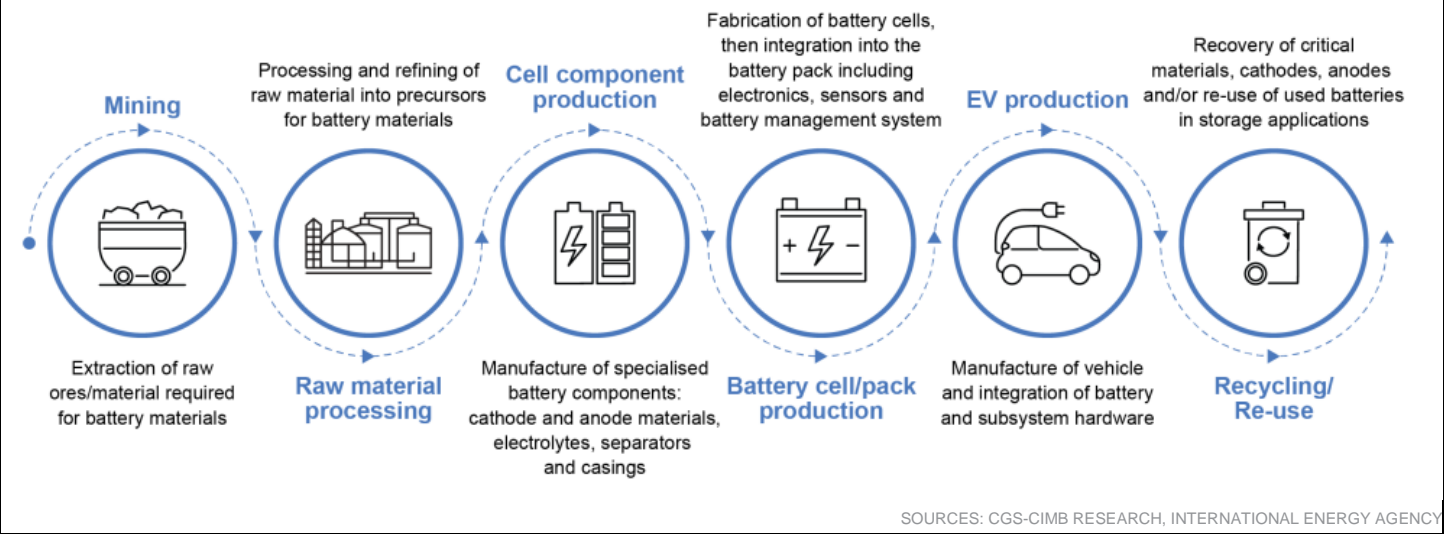 Mining
Extraction of raw
ores/material required
for battery materials
Processing and refining of
raw material into precursors
for battery materials
Raw material
processing
Cell component
production
Manufacture of specialised
battery components:
cathode and anode materials,
electrolytes, separators
and casings
Fabrication of battery cells,
then integration into the
battery pack including
electronics, sensors and
battery management system
Battery cell/pack
production
EV production
Manufacture of vehicle
and integration of battery
and subsystem hardware
Recovery of critical
materials, cathodes, anodes
and/or re-use of used batteries
in storage applications
Recycling/
Re-use
SOURCES: CGS-CIMB RESEARCH, INTERNATIONAL ENERGY AGENCY